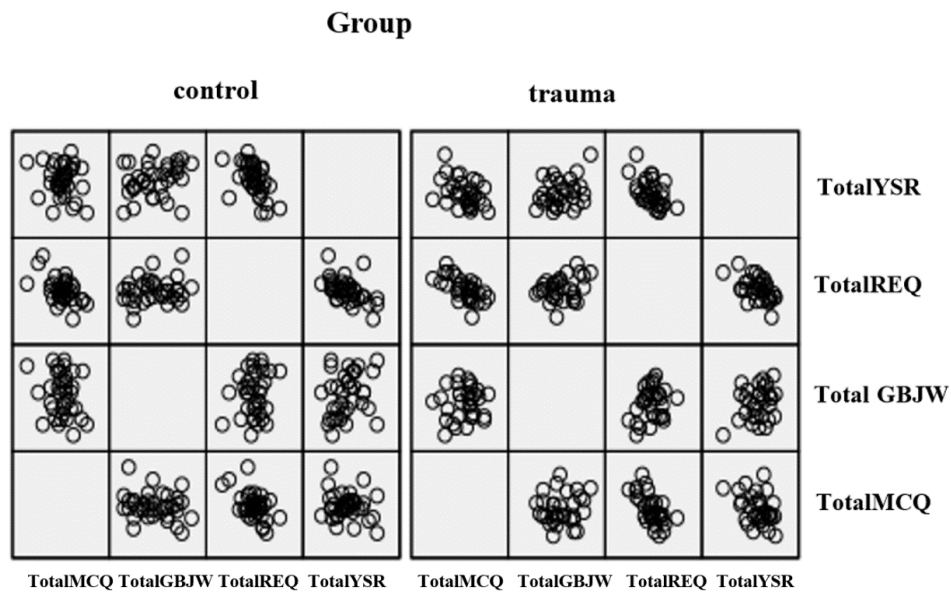 Group
control trauma
TotalYSR
TotalREQ
Total GBJW
TotalMCQ
TotalMCQ TotalGBJW TotalREQ TotalYSR TotalMCQ TotalGBJW TotalREQ TotalYSR